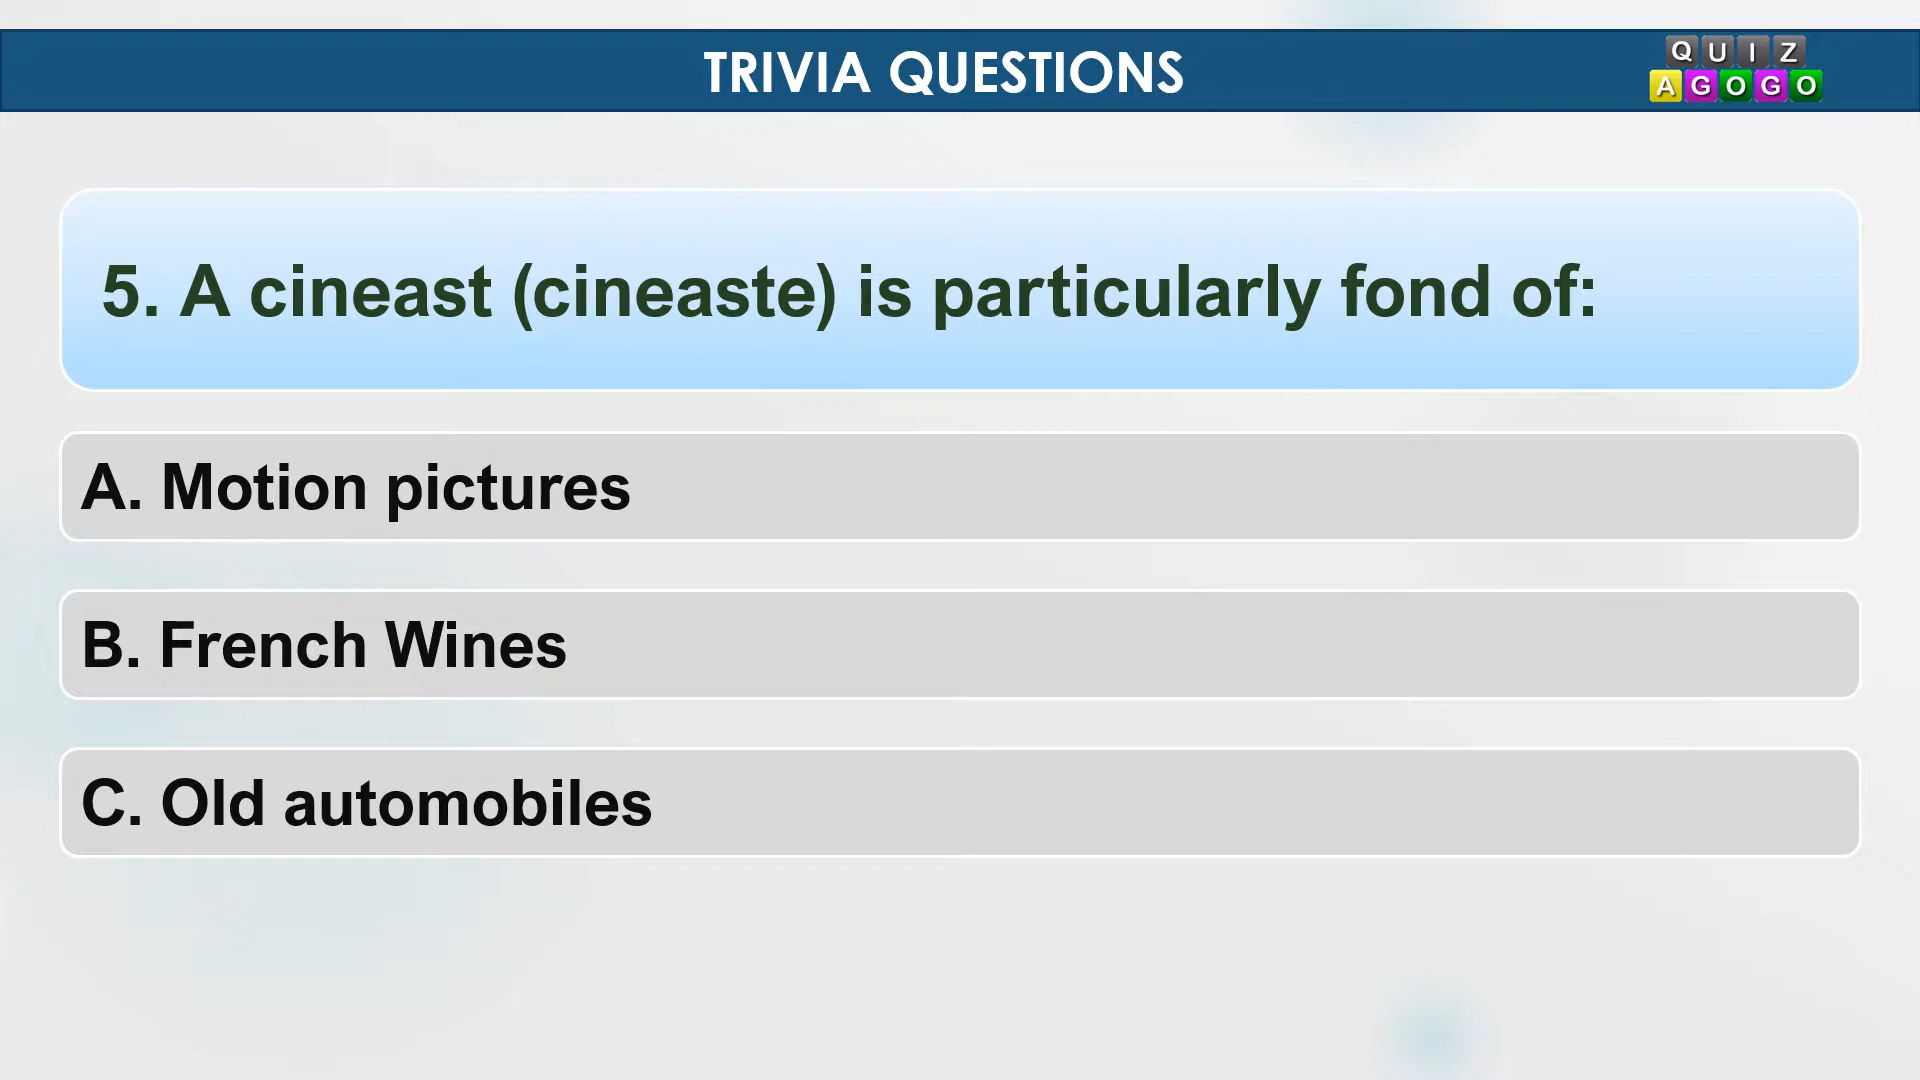 TRIVIA QUESTIONS
QUIZ
AGOGO
5. A cineast (cineaste) is particularly fond of:
A. Motion pictures
B. French Wines
C. Old automobiles